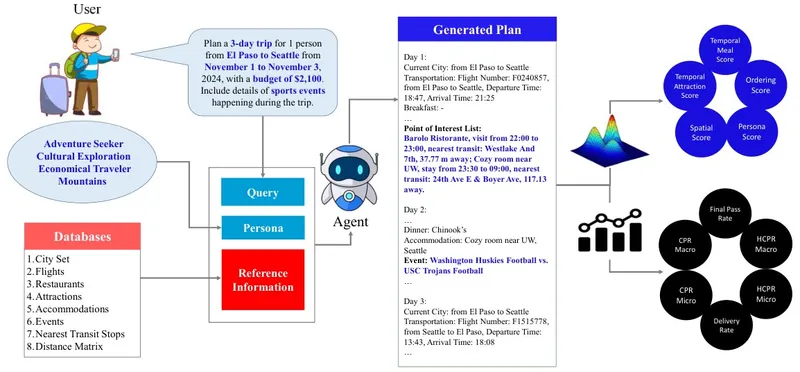 User
Plan a 3-day trip for 1 person
from El Paso to Seattle from
November 1 to November 3,
2024, with a budget of $2,100.
Include details of sports events
happening during the trip.
Adventure Seeker
Cultural Exploration
Economical Traveler
Mountains
Databases
1.City Set
2.Flights
3.Restaurants
4.Attractions
5.Accommodations
6.Events
7.Nearest Transit Stops
8.Distance Matrix
Query
Persona
Reference
Information
Agent
Generated Plan
Day 1:
Current City: from El Paso to Seattle
Transportation: Flight Number: F0240857,
from El Paso to Seattle, Departure Time:
18:47, Arrival Time: 21:25
Breakfast: -
…
Point of Interest List:
Barolo Ristorante, visit from 22:00 to
23:00, nearest transit: Westlake And
7th, 37.77 m away; Cozy room near
UW, stay from 23:30 to 09:00, nearest
transit: 24th Ave E & Boyer Ave, 117.13
away.
Day 2:
…
Dinner: Chinook’s
Accommodation: Cozy room near UW,
Seattle
Event: Washington Huskies Football vs.
USC Trojans Football
…
Day 3:
Current City: from El Paso to Seattle
Transportation: Flight Number: F1515778,
from Seattle to El Paso, Departure Time:
13:43, Arrival Time: 18:08
…
Temporal
Meal
Score
Temporal
Attraction
Score
Ordering
Score
Spatial
Score
Persona
Score
Final Pass
Rate
CPR
Macro
HCPR
Macro
CPR
Micro
HCPR
Micro
Delivery
Rate